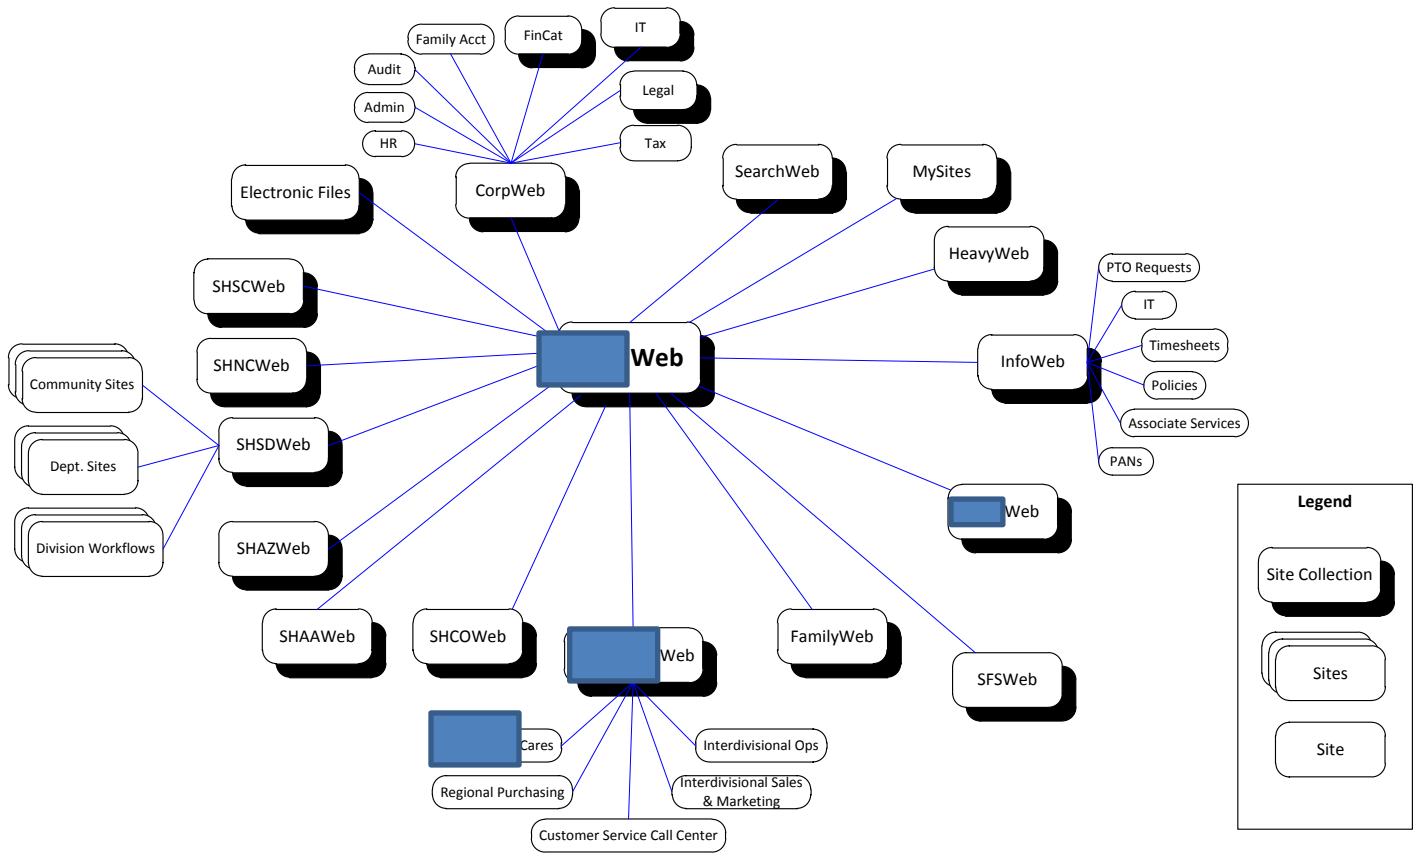 Family Acct
FinCat
IT
Audit
Legal
Admin
HR
Tax
Electronic Files
CorpWeb
SearchWeb
MySites
HeavyWeb
PTO Requests
SHSCWeb
IT
Web
InfoWeb
Timesheets
SHNCWeb
Policies
Community Sites
Associate Services
SHSDWeb
Dept. Sites
PANs
Web
SHAZWeb
Division Workflows
SHAAWeb
SHCOWeb
Web
FamilyWeb
SFSWeb
Cares
Interdivisional Ops
Regional Purchasing
Interdivisional Sales
& Marketing
Customer Service Call Center
Legend
Site Collection
Sites
Site